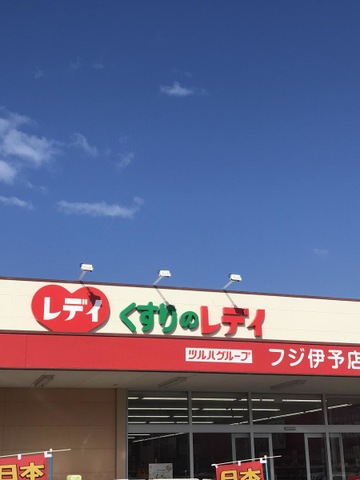 レデイ
くすりのレデイ
ツルハグループ
フジ伊予店
日本
日本